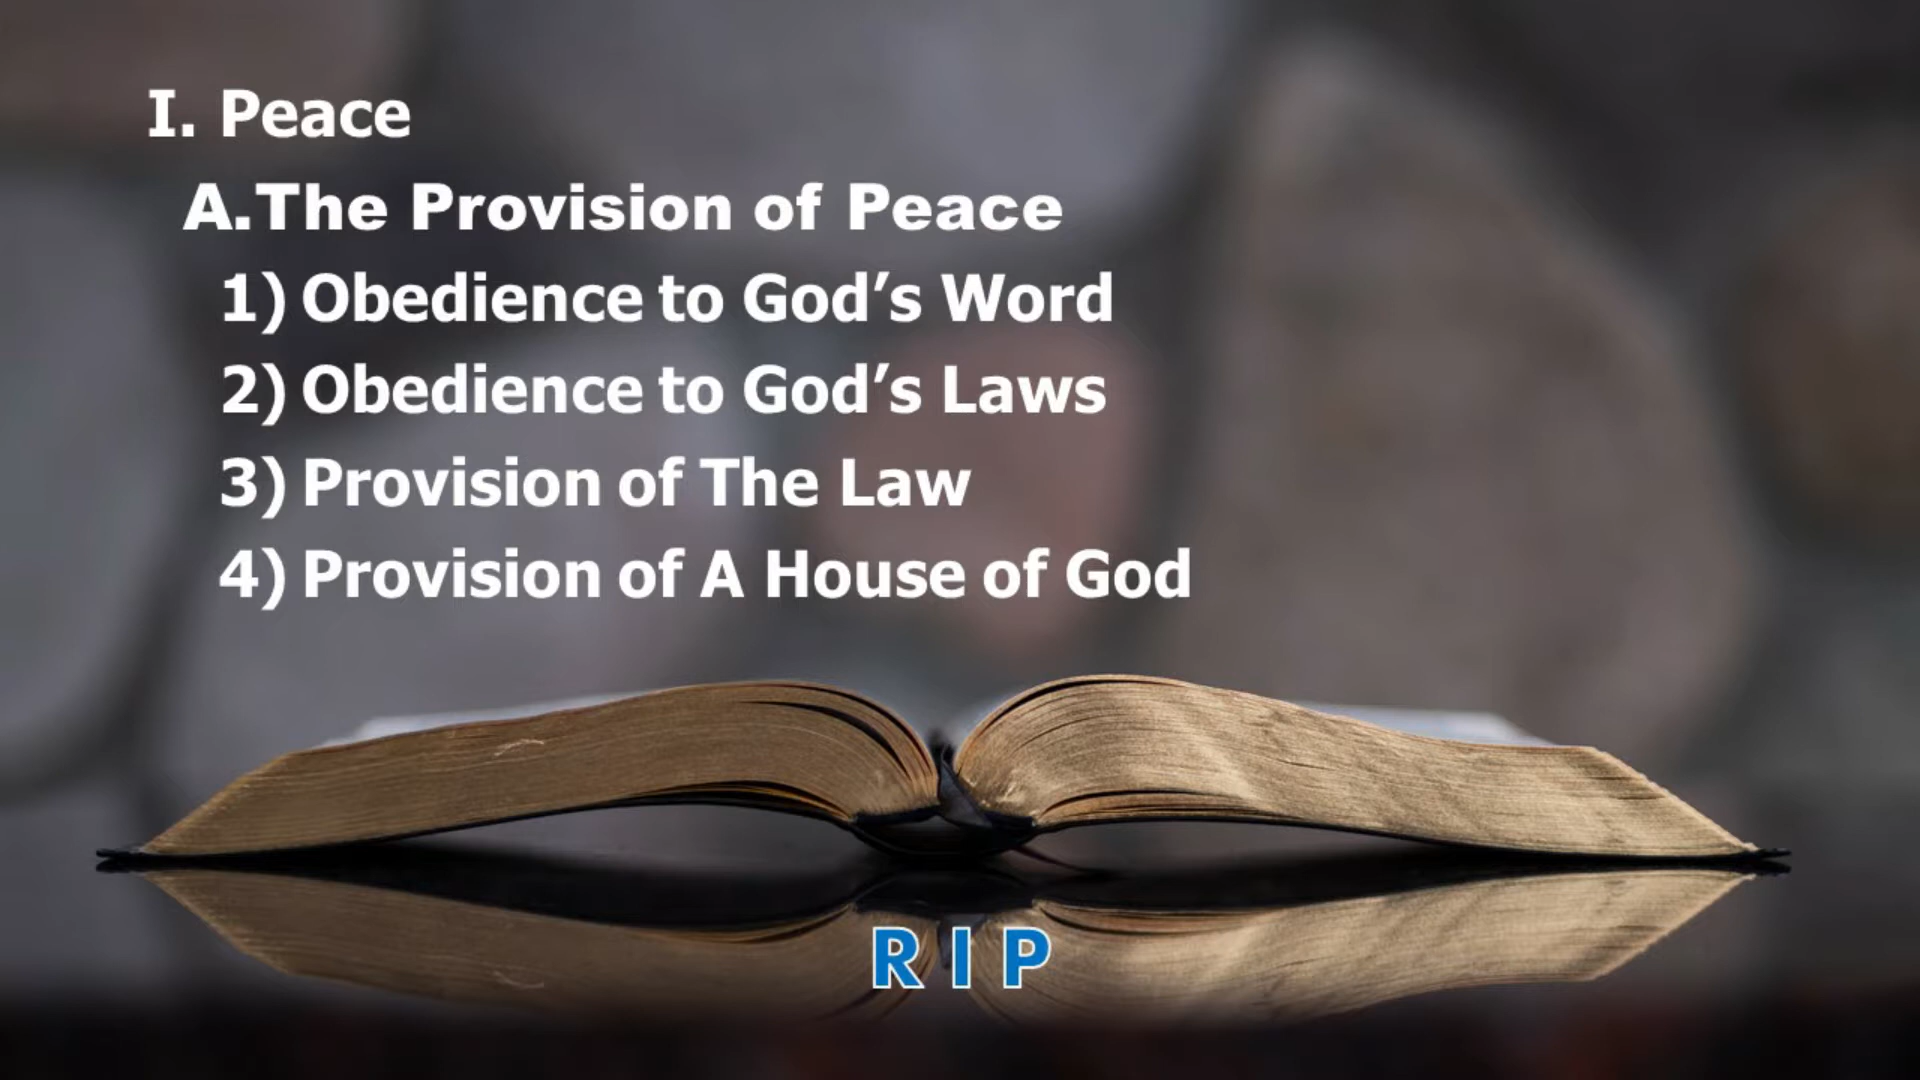 I. Peace
A.The Provision of Peace
1) Obedience to God’s Word
2) Obedience to God’s Laws
3) Provision of The Law
4) Provision of A House of God
R I P